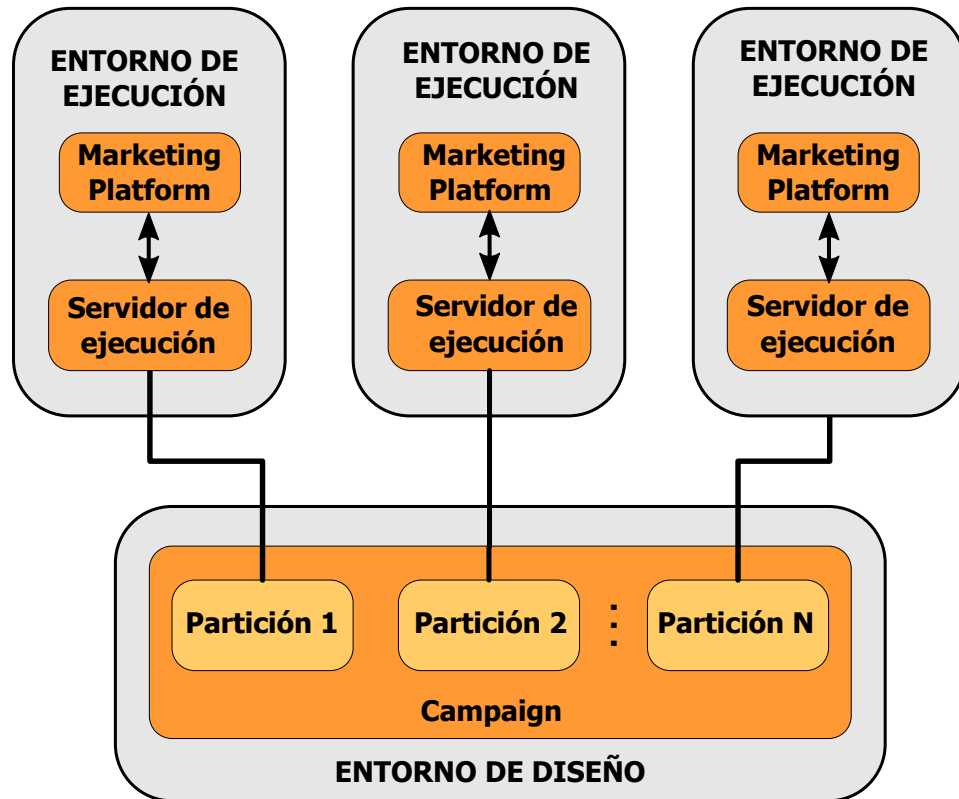 ENTORNO DE
EJECUCIÓN
Marketing
Platform
Servidor de
ejecución
ENTORNO DE
EJECUCIÓN
Marketing
Platform
Servidor de
ejecución
ENTORNO DE
EJECUCIÓN
Marketing
Platform
Servidor de
ejecución
Partición 1
Partición 2
Partición N
Campaign
ENTORNO DE DISEÑO